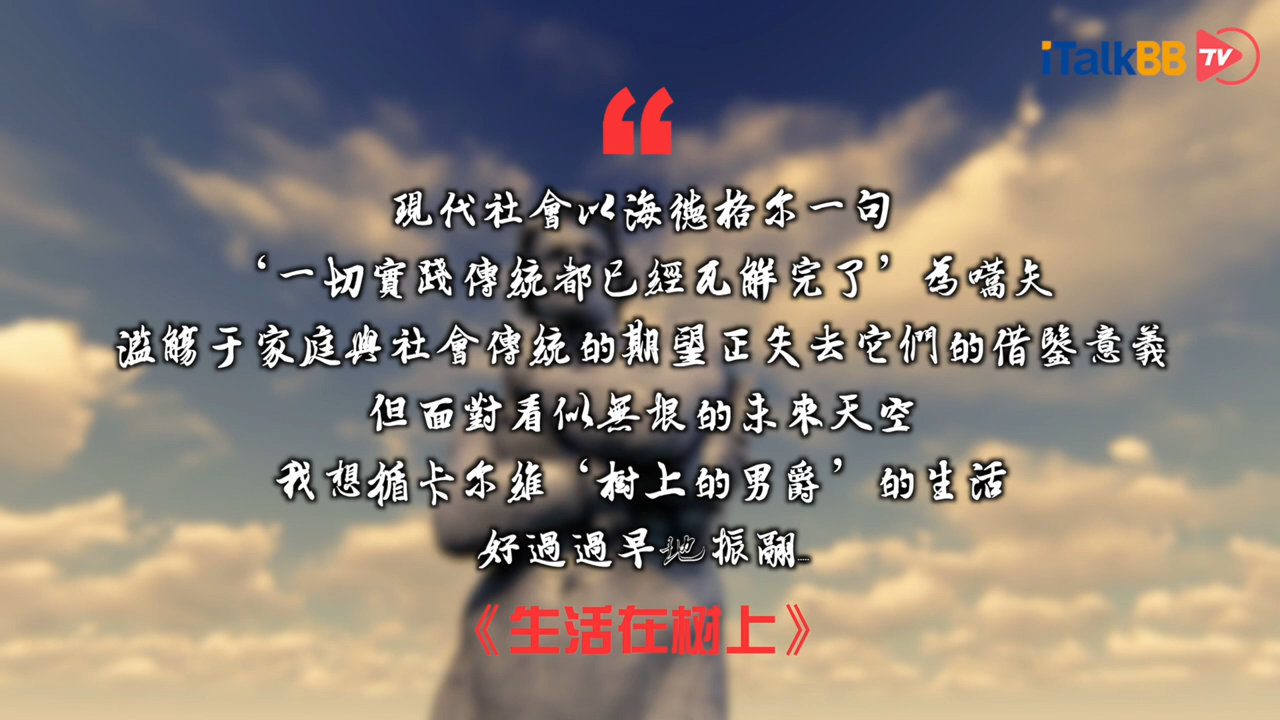 iTalkBB TV
“
現代社會以海德格尔一句
‘一切實踐傳統都已經瓦解完了’為嚆矢
滥觴于家庭與社會傳統的期望正失去它們的借鑒意義
但面對看似無垠的未來天空
我想循卡尔維‘树上的男爵’的生活
好過過早地振翮......
《生活在树上》